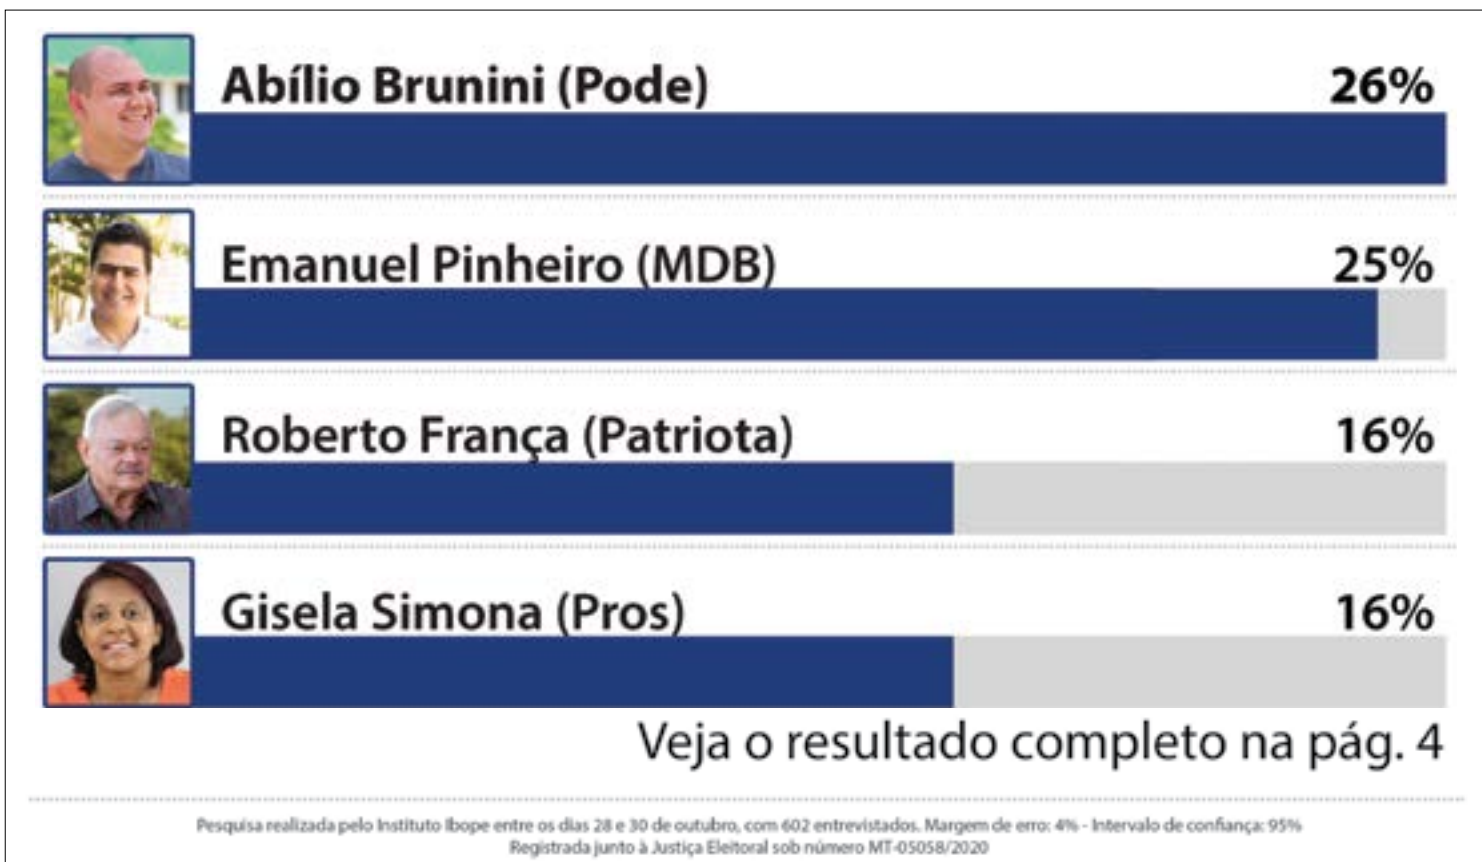 Abílio Brunini (Pode) 26%
Emanuel Pinheiro (MDB) 25%
Roberto França (Patriota) 16%
Gisela Simona (Pros) 16%
Veja o resultado completo na pág. 4
Pesquisa realizada pelo Instituto Ibope entre os dias 28 e 30 de outubro, com 602 entrevistados. Margem de erro: 4% - Intervalo de confiança: 95%
Registrada junto à Justiça Eleitoral sob número MT-05058/2020